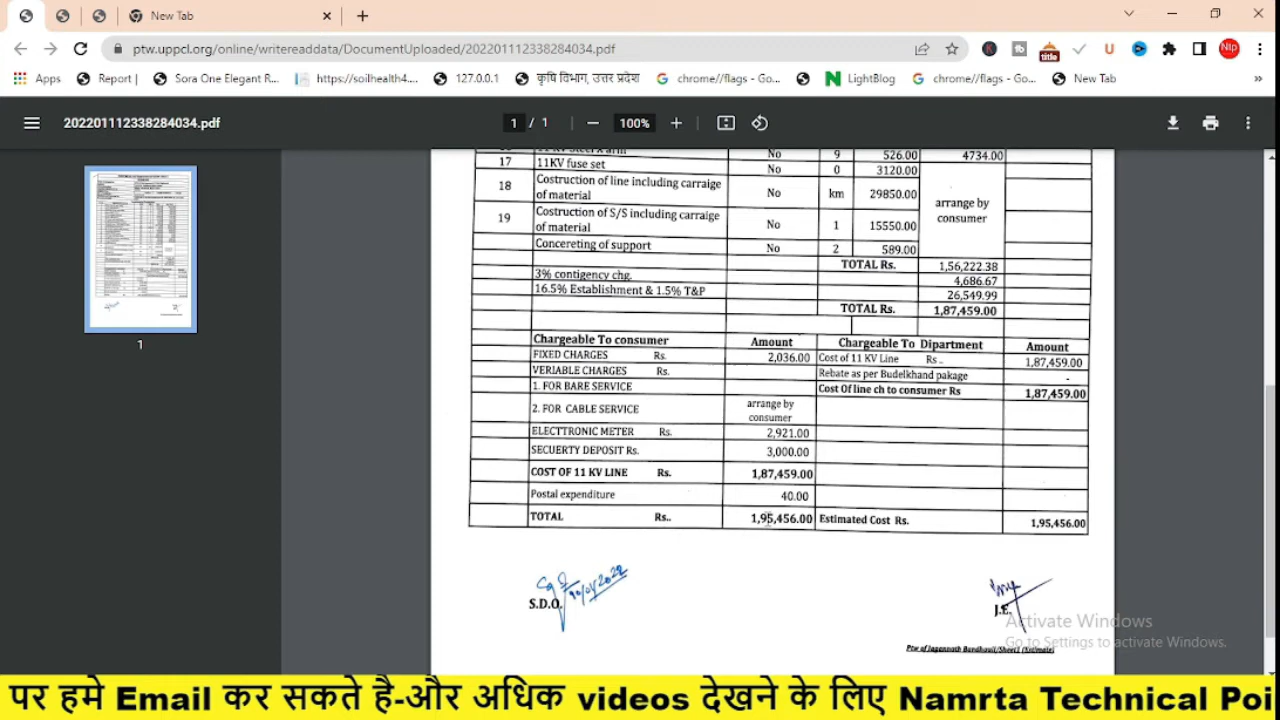 New Tab
ptw.uppcl.org/online/writereaddata/DocumentUploaded/202201112338284034.pdf
title
Ntp
Apps
Report |
Sora One Elegant R...
https://soilhealth4....
127.0.0.1
कृषि विभाग, उत्तर प्रदेश
chrome://flags - Go...
LightBlog
chrome://flags - Go...
New Tab
»
202201112338284034.pdf
1 / 1
100%
1
No 9 526.00 4734.00
17 11KV fuse set No 0 3120.00
18 Costruction of line including carraige of material No km 29850.00
arrange by consumer
19 Costruction of S/S including carraige of material No 1 15550.00
Concereting of support No 2 589.00
TOTAL Rs. 1,56,222.38
3% contigency chg. 4,686.67
16.5% Establishment & 1.5% T&P 26,549.99
TOTAL Rs. 1,87,459.00
Chargeable To consumer Amount Chargeable To Dipartment Amount
FIXED CHARGES Rs. 2,036.00 Cost of 11 KV Line Rs.. 1,87,459.00
VERIABLE CHARGES Rs. Rebate as per Budelkhand pakage -
1. FOR BARE SERVICE Cost Of line ch to consumer Rs 1,87,459.00
2. FOR CABLE SERVICE arrange by consumer
ELECTTRONIC METER Rs. 2,921.00
SECUERTY DEPOSIT Rs. 3,000.00
COST OF 11 KV LINE Rs. 1,87,459.00
Postal expenditure 40.00
TOTAL Rs.. 1,95,456.00 Estimated Cost Rs. 1,95,456.00
S.D.O.
J.E.
Activate Windows
Go to Settings to activate Windows.
Ptw of Jagannath Bandhauli/Sheet1 (Estimate)
पर हमे Email कर सकते है-और अधिक videos देखने के लिए Namrta Technical Poi